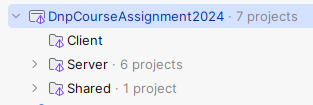 DnpCourseAssignment2024 · 7 projects
Client
Server · 6 projects
Shared · 1 project